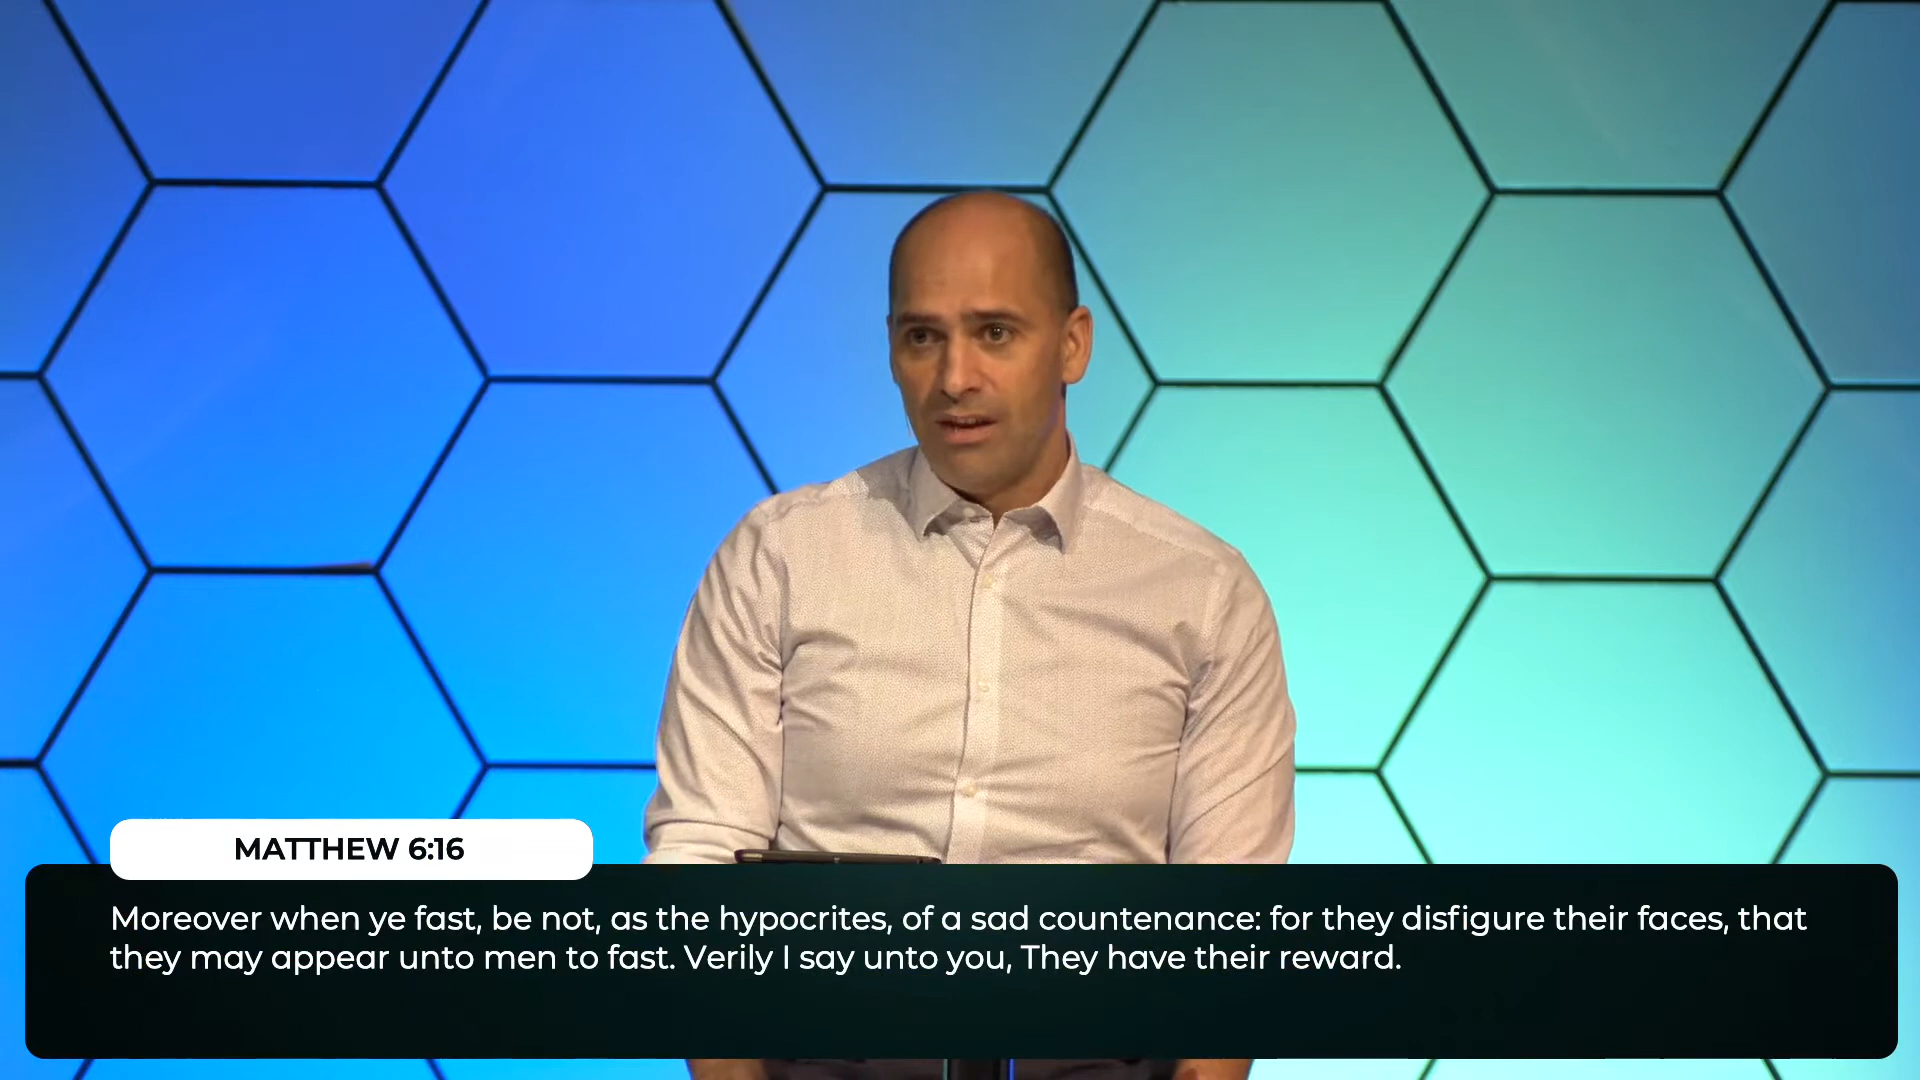 MATTHEW 6:16
Moreover when ye fast, be not, as the hypocrites, of a sad countenance: for they disfigure their faces, that
they may appear unto men to fast. Verily I say unto you, They have their reward.